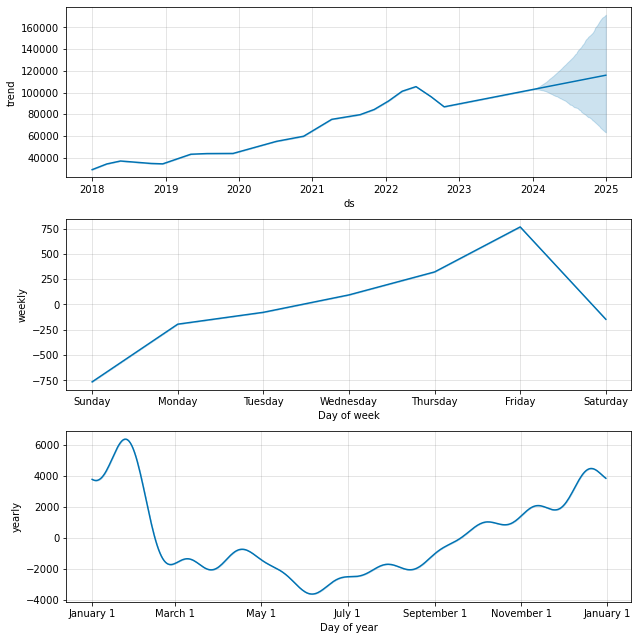 160000
140000
120000
100000
80000
60000
40000
trend
2018 2019 2020 2021 2022 2023 2024 2025
ds
750
500
250
0
−250
−500
−750
weekly
Sunday Monday Tuesday Wednesday Thursday Friday Saturday
Day of week
6000
4000
2000
0
−2000
−4000
yearly
January 1 March 1 May 1 July 1 September 1 November 1 January 1
Day of year